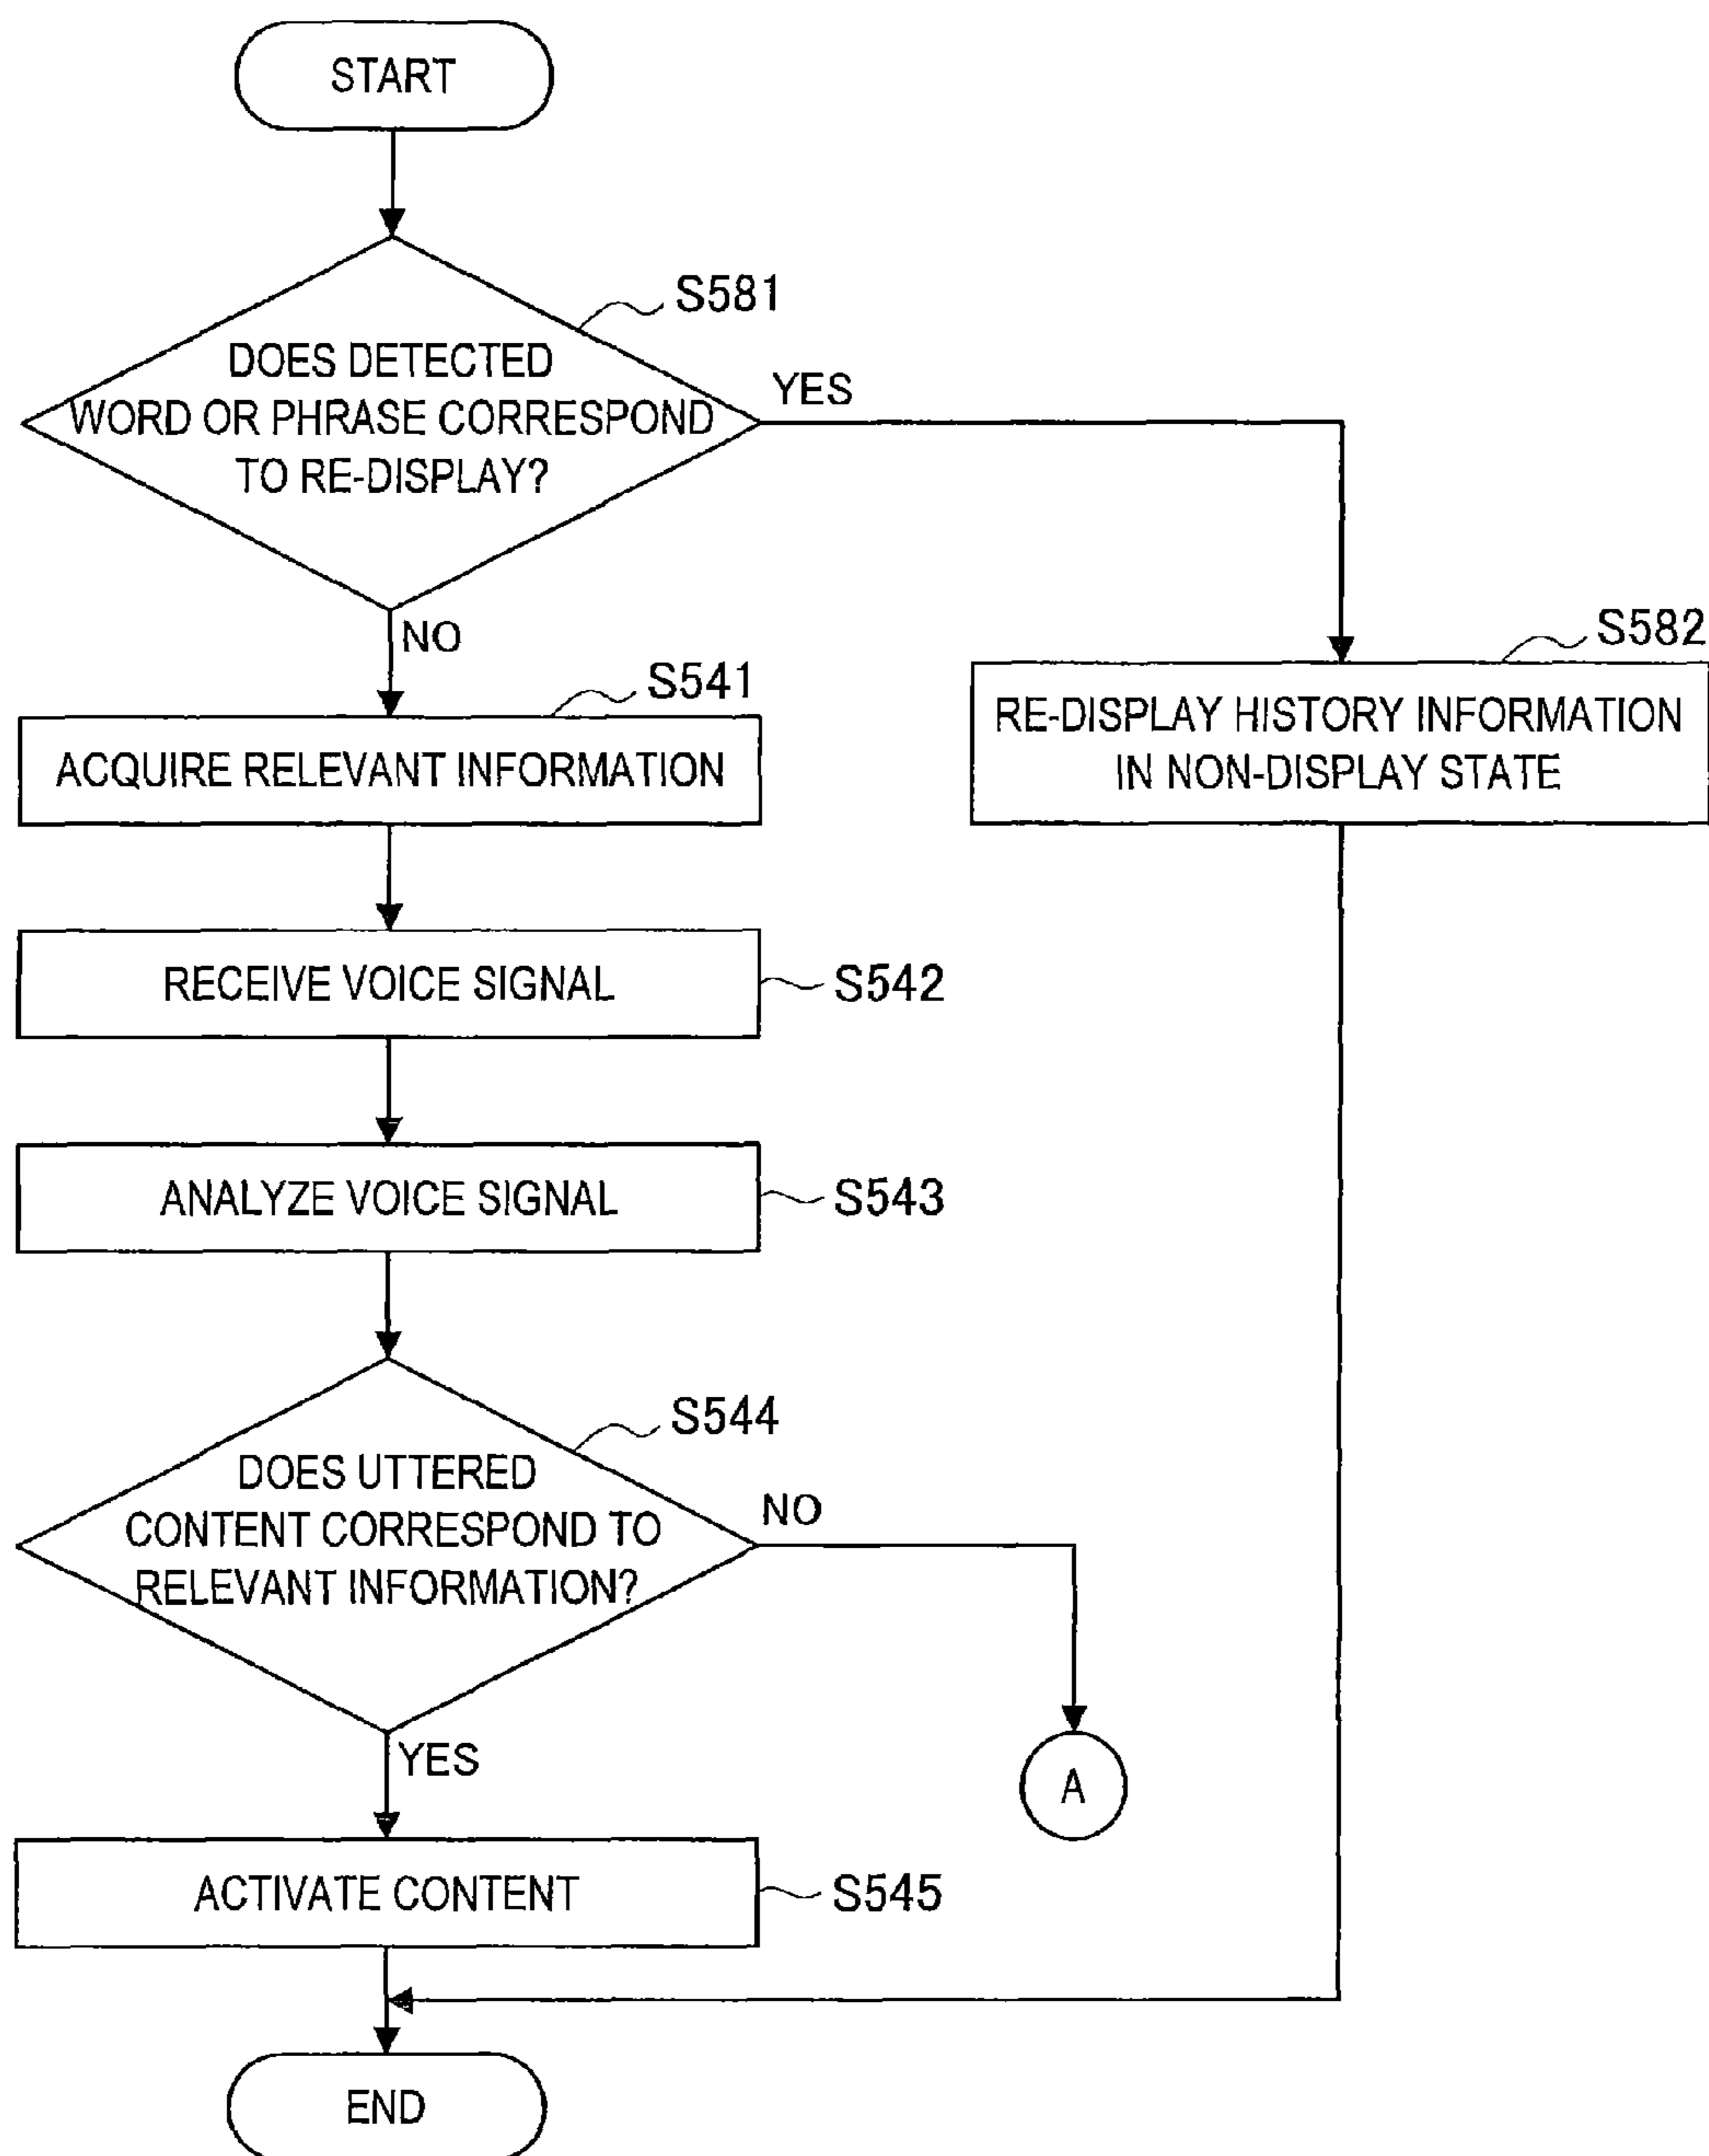 START
S581
DOES DETECTED
WORD OR PHRASE CORRESPOND
TO RE-DISPLAY?
YES
NO
S541
ACQUIRE RELEVANT INFORMATION
S582
RE-DISPLAY HISTORY INFORMATION
IN NON-DISPLAY STATE
RECEIVE VOICE SIGNAL
S542
ANALYZE VOICE SIGNAL
S543
S544
DOES UTTERED
CONTENT CORRESPOND TO
RELEVANT INFORMATION?
NO
YES
A
ACTIVATE CONTENT
S545
END